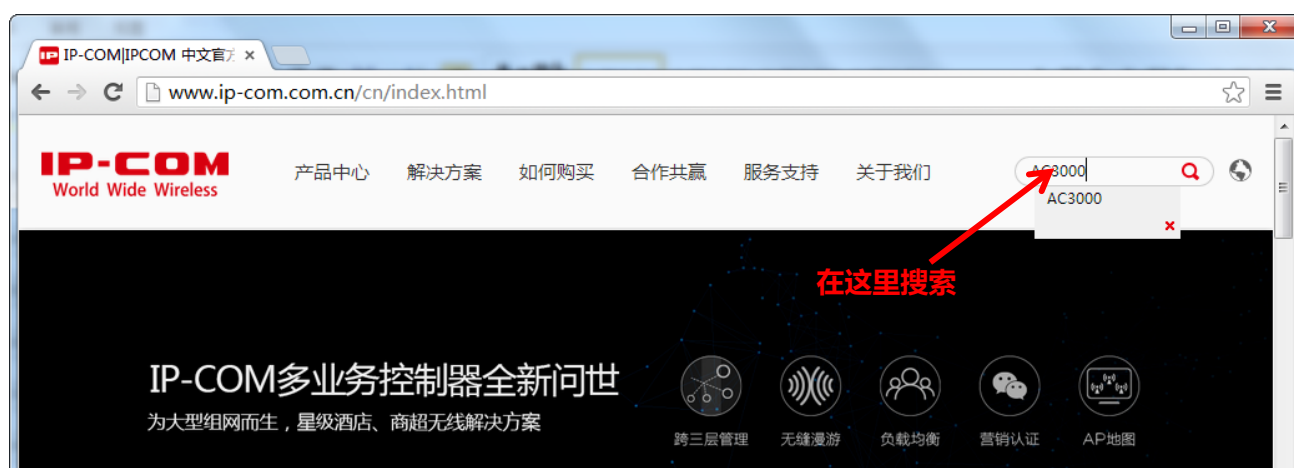 IP-COM|IPCOM 中文官方
www.ip-com.com.cn/cn/index.html
IP-COM
World Wide Wireless
产品中心 解决方案 如何购买 合作共赢 服务支持 关于我们
AC3000
AC3000
在这里搜索
IP-COM多业务控制器全新问世
为大型组网而生，星级酒店、商超无线解决方案
跨三层管理 无缝漫游 负载均衡 营销认证 AP地图